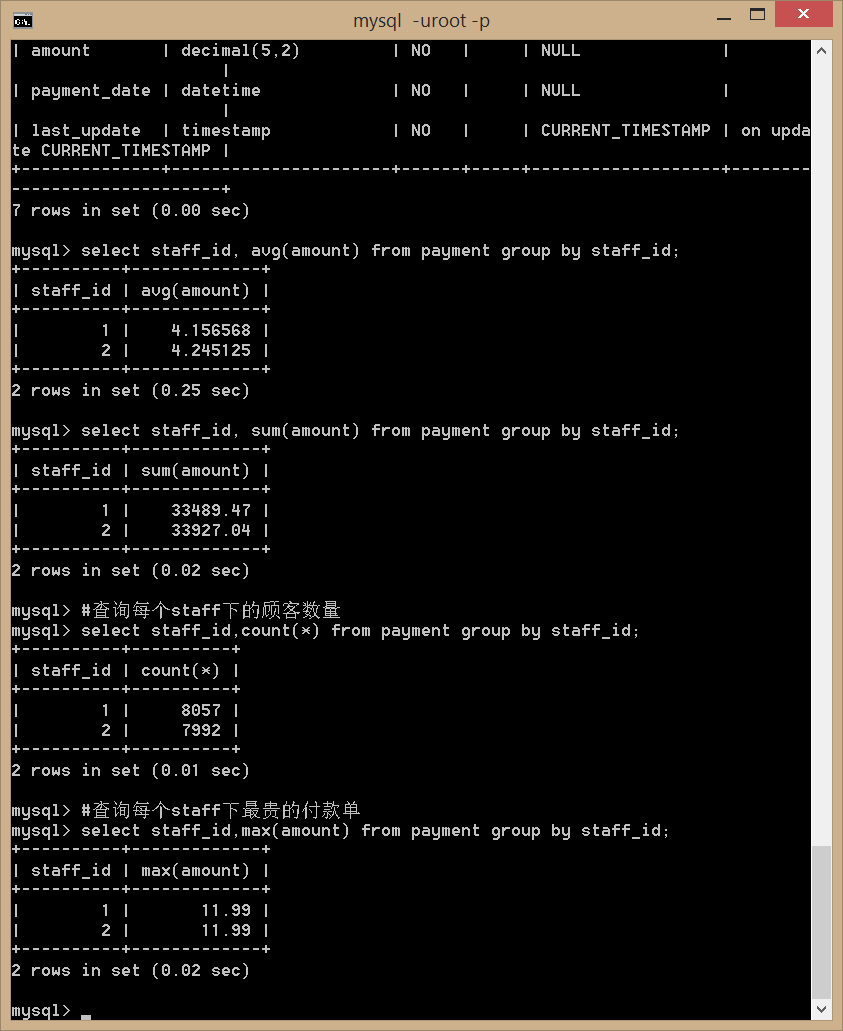 mysql  -uroot -p
| amount       | decimal(5,2)         | NO   |     | NULL              |
                     |
| payment_date | datetime             | NO   |     | NULL              |
                     |
| last_update  | timestamp            | NO   |     | CURRENT_TIMESTAMP | on upda
te CURRENT_TIMESTAMP |
+--------------+----------------------+------+-----+-------------------+--------
---------------------+
7 rows in set (0.00 sec)
mysql> select staff_id, avg(amount) from payment group by staff_id;
+----------+-------------+
| staff_id | avg(amount) |
+----------+-------------+
|        1 |    4.156568 |
|        2 |    4.245125 |
+----------+-------------+
2 rows in set (0.25 sec)
mysql> select staff_id, sum(amount) from payment group by staff_id;
+----------+-------------+
| staff_id | sum(amount) |
+----------+-------------+
|        1 |    33489.47 |
|        2 |    33927.04 |
+----------+-------------+
2 rows in set (0.02 sec)
mysql> #查询每个staff下的顾客数量
mysql> select staff_id,count(*) from payment group by staff_id;
+----------+----------+
| staff_id | count(*) |
+----------+----------+
|        1 |     8057 |
|        2 |     7992 |
+----------+----------+
2 rows in set (0.01 sec)
mysql> #查询每个staff下最贵的付款单
mysql> select staff_id,max(amount) from payment group by staff_id;
+----------+-------------+
| staff_id | max(amount) |
+----------+-------------+
|        1 |       11.99 |
|        2 |       11.99 |
+----------+-------------+
2 rows in set (0.02 sec)
mysql> _